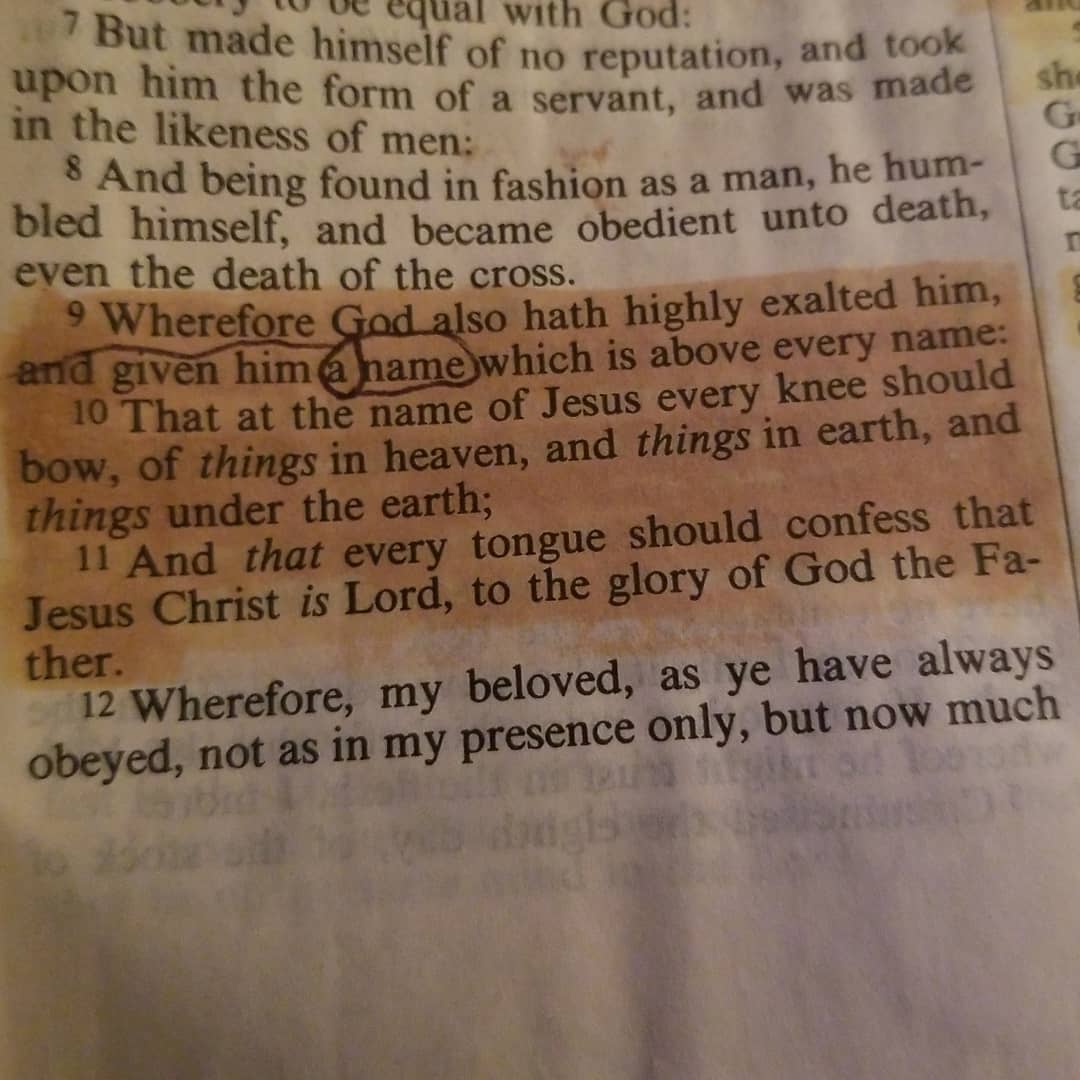 to be equal with God:
7 But made himself of no reputation, and took
upon him the form of a servant, and was made
in the likeness of men:
8 And being found in fashion as a man, he hum-
bled himself, and became obedient unto death,
even the death of the cross.
9 Wherefore God also hath highly exalted him,
and given him a name which is above every name:
10 That at the name of Jesus every knee should
bow, of things in heaven, and things in earth, and
things under the earth;
11 And that every tongue should confess that
Jesus Christ is Lord, to the glory of God the Fa-
ther.
12 Wherefore, my beloved, as ye have always
obeyed, not as in my presence only, but now much